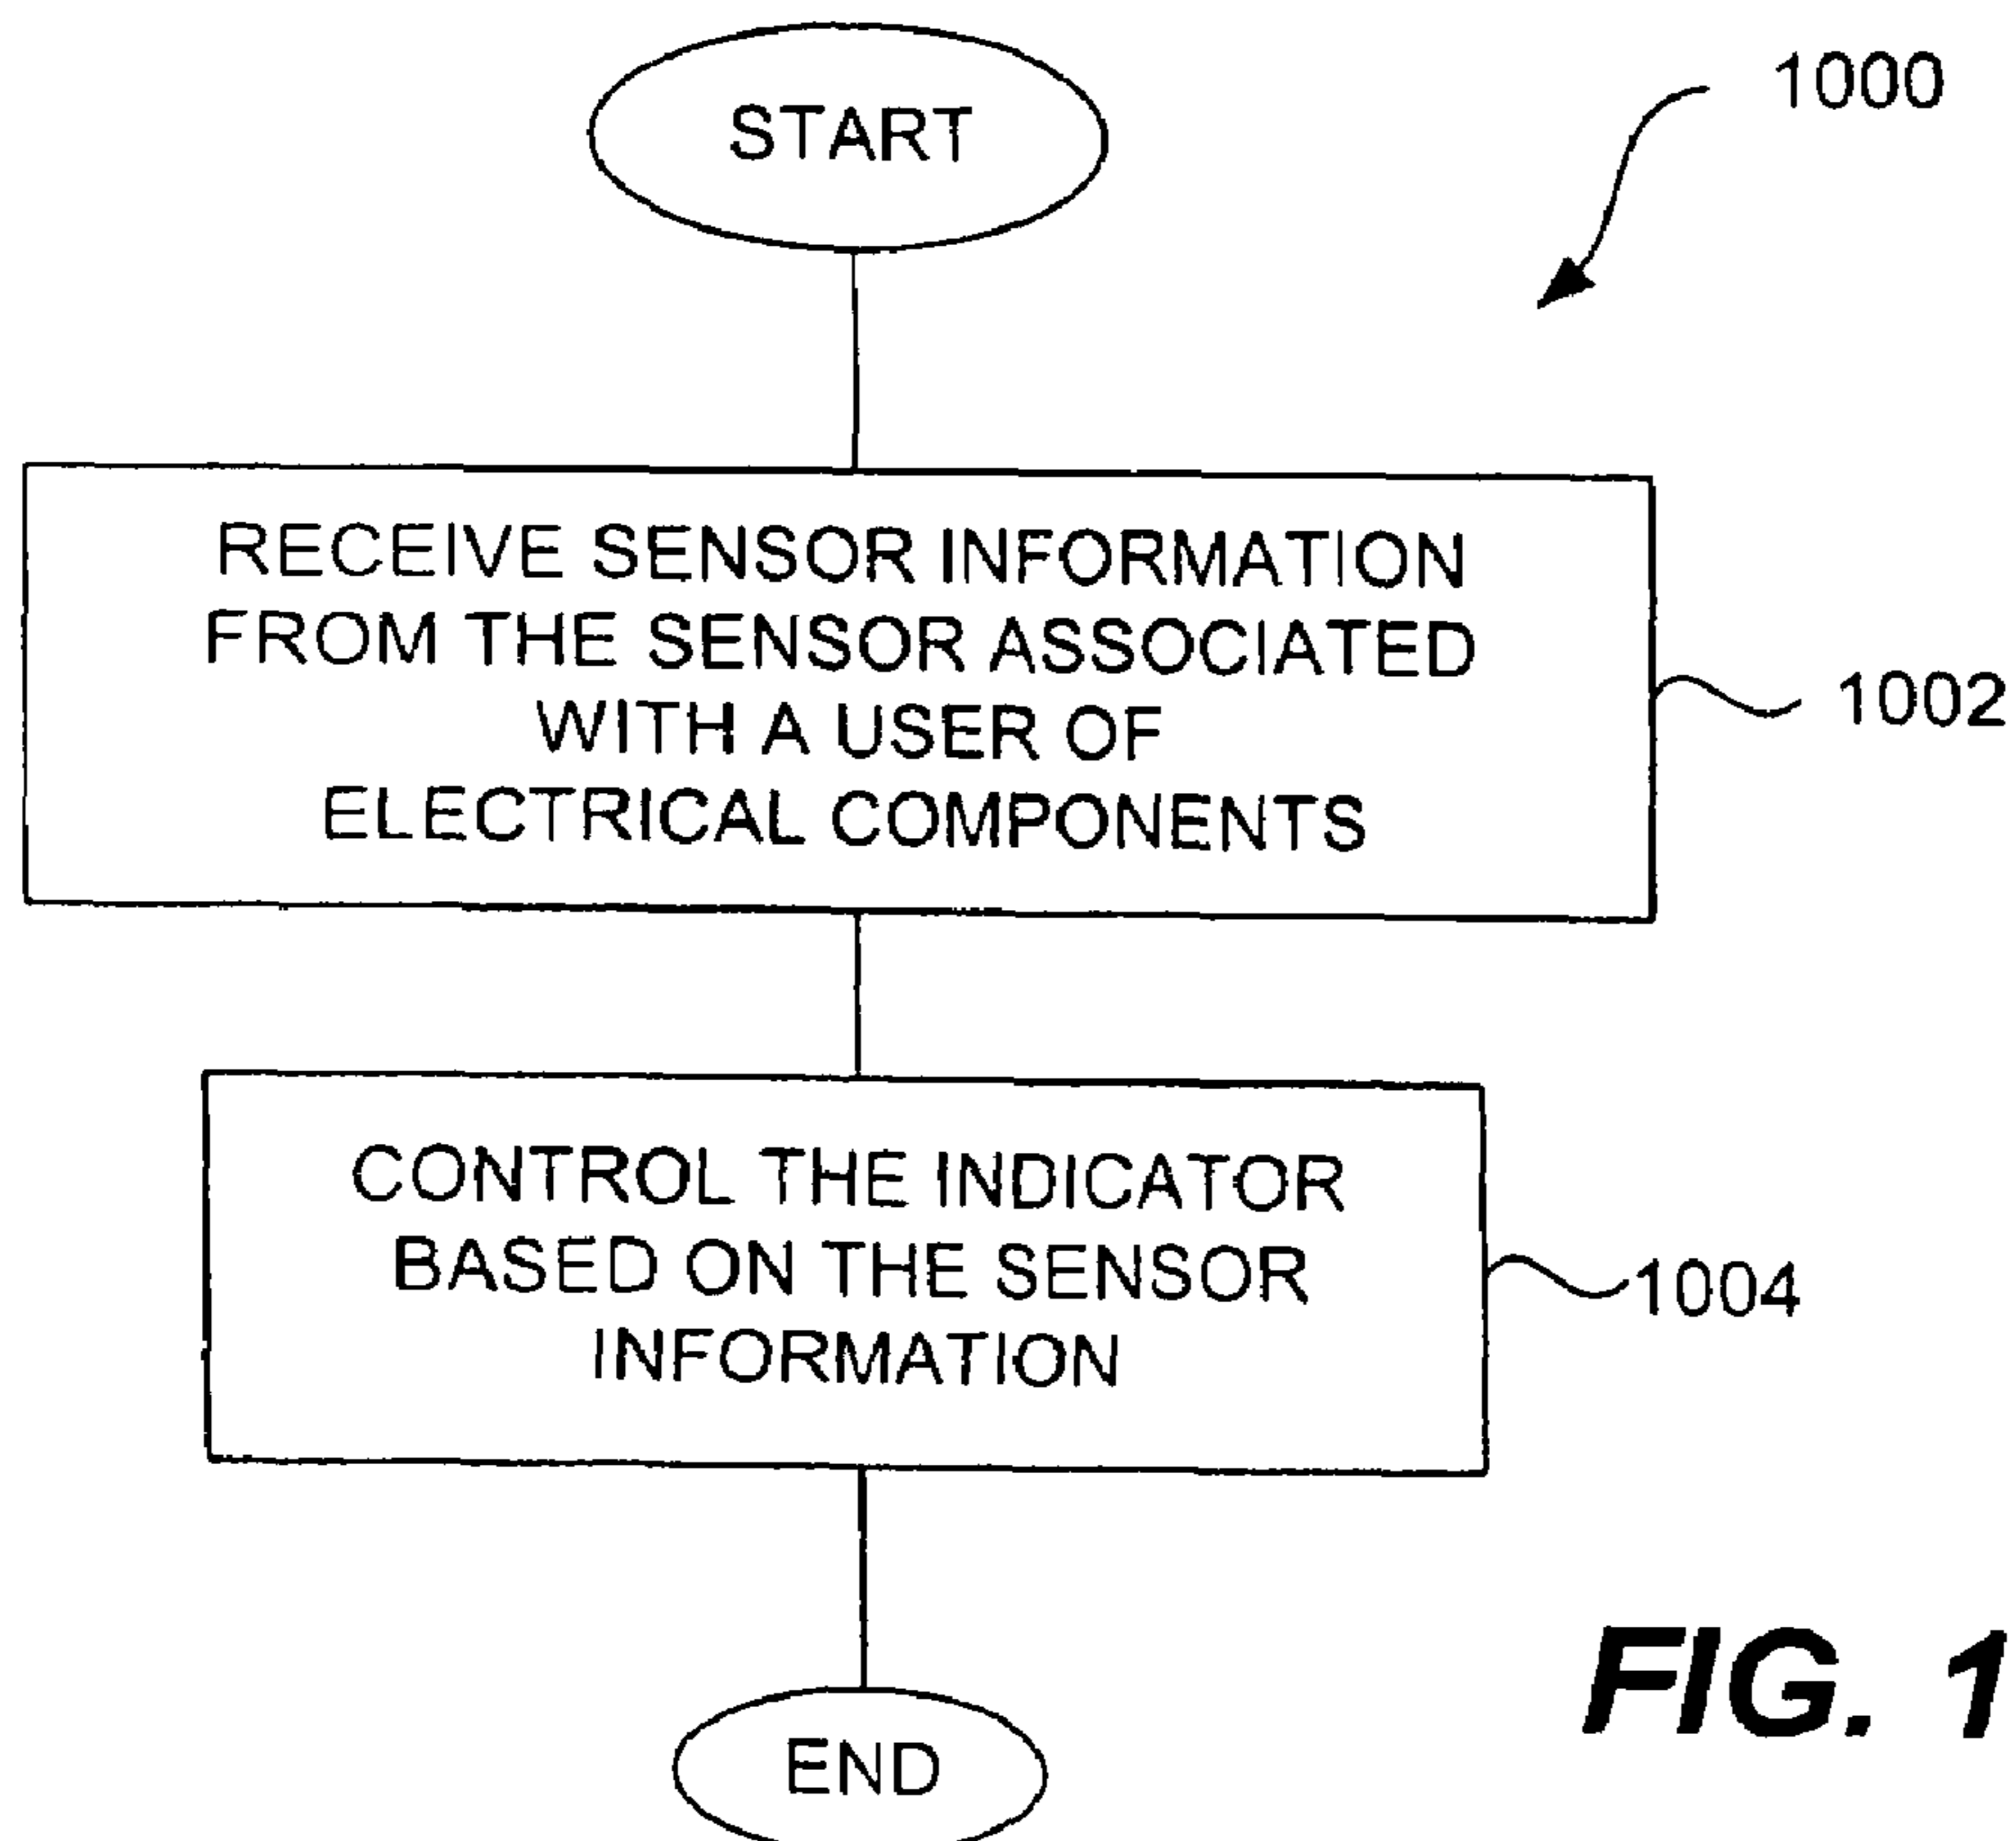 START
1000
RECEIVE SENSOR INFORMATION
FROM THE SENSOR ASSOCIATED
WITH A USER OF
ELECTRICAL COMPONENTS
1002
CONTROL THE INDICATOR
BASED ON THE SENSOR
INFORMATION
1004
END
FIG. 1